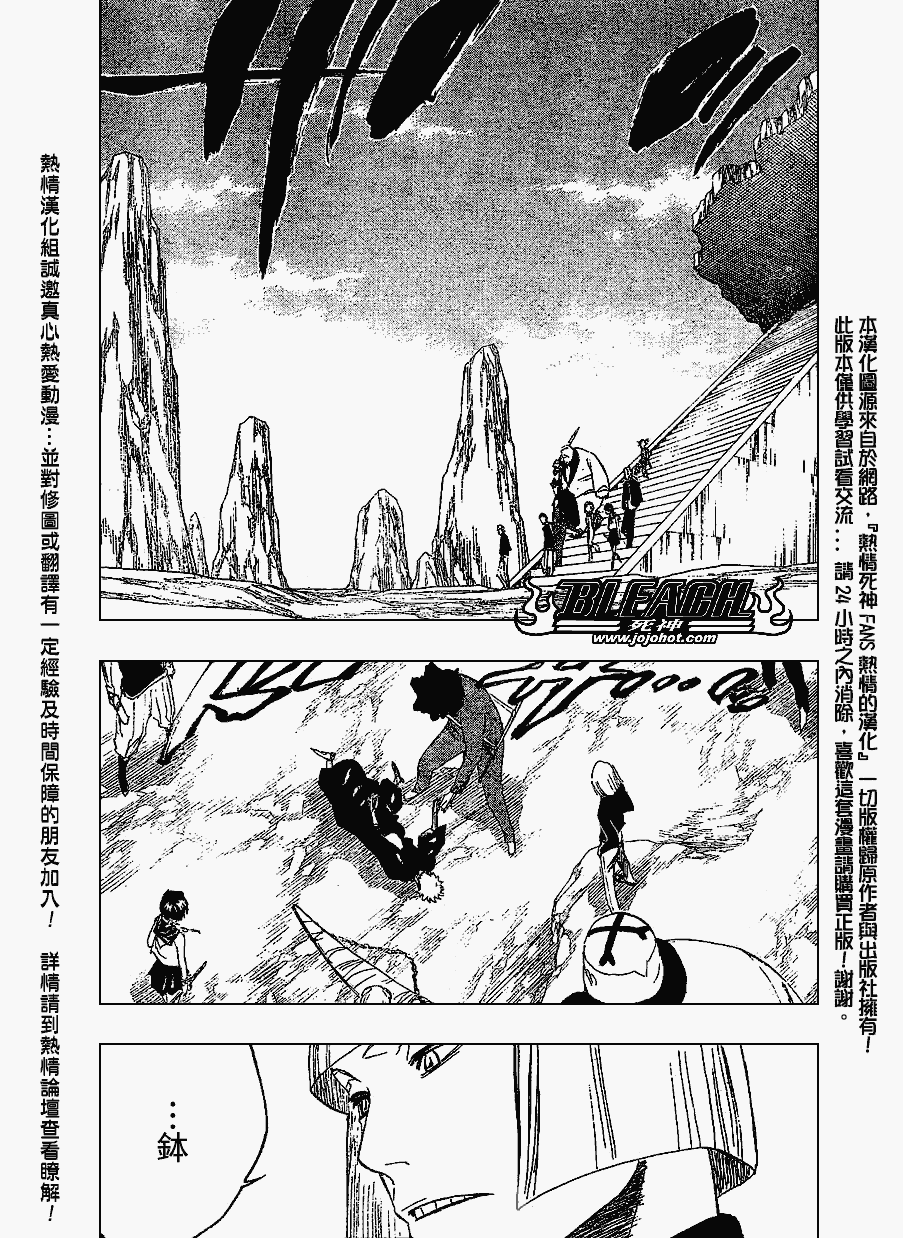 本漢化圖源來自於網路，『熱情死神 FANS 熱情的漢化』一切版權歸原作者與出版社擁有！
此版本僅供學習試看交流... 請 24 小時之內消除，喜歡這套漫畫請購買正版！謝謝。
BLEACH
死神
www.jojohot.com
…鉢
熱情漢化組誠邀真心熱愛動漫...並對修圖或翻譯有一定經驗及時間保障的朋友加入！ 詳情請到熱情論壇查看瞭解！